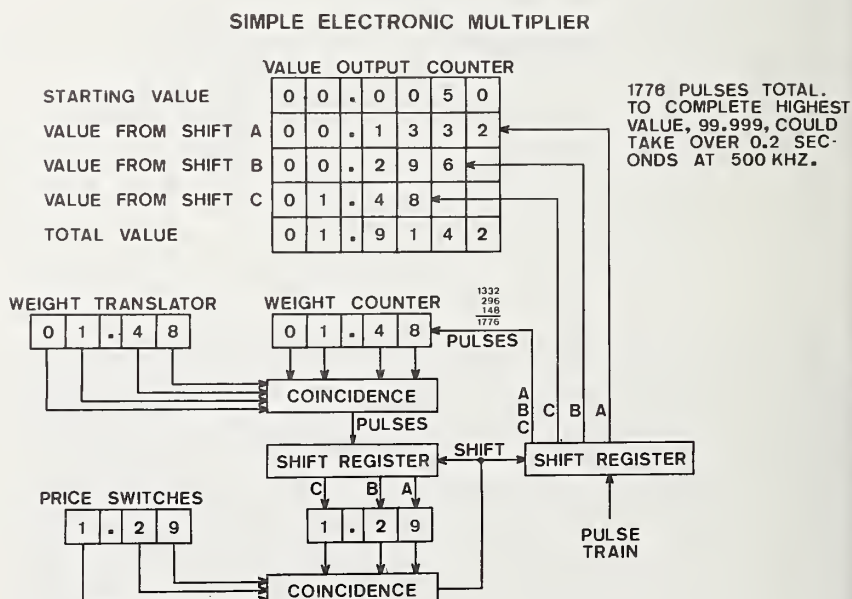 SIMPLE ELECTRONIC MULTIPLIER
VALUE OUTPUT COUNTER
STARTING VALUE 0 0 . 0 0 5 0
VALUE FROM SHIFT A 0 0 . 1 3 3 2
VALUE FROM SHIFT B 0 0 . 2 9 6
VALUE FROM SHIFT C 0 1 . 4 8
TOTAL VALUE 0 1 . 9 1 4 2
1776 PULSES TOTAL.
TO COMPLETE HIGHEST
VALUE, 99.999, COULD
TAKE OVER 0.2 SEC-
ONDS AT 500 KHZ.
WEIGHT TRANSLATOR
0 1 . 4 8
WEIGHT COUNTER
0 1 . 4 8
1332
296
148
1776
PULSES
COINCIDENCE
PULSES
A
B
C
C B A
SHIFT REGISTER
SHIFT
SHIFT REGISTER
C B A
PRICE SWITCHES
1 . 2 9
1 . 2 9
PULSE
TRAIN
COINCIDENCE